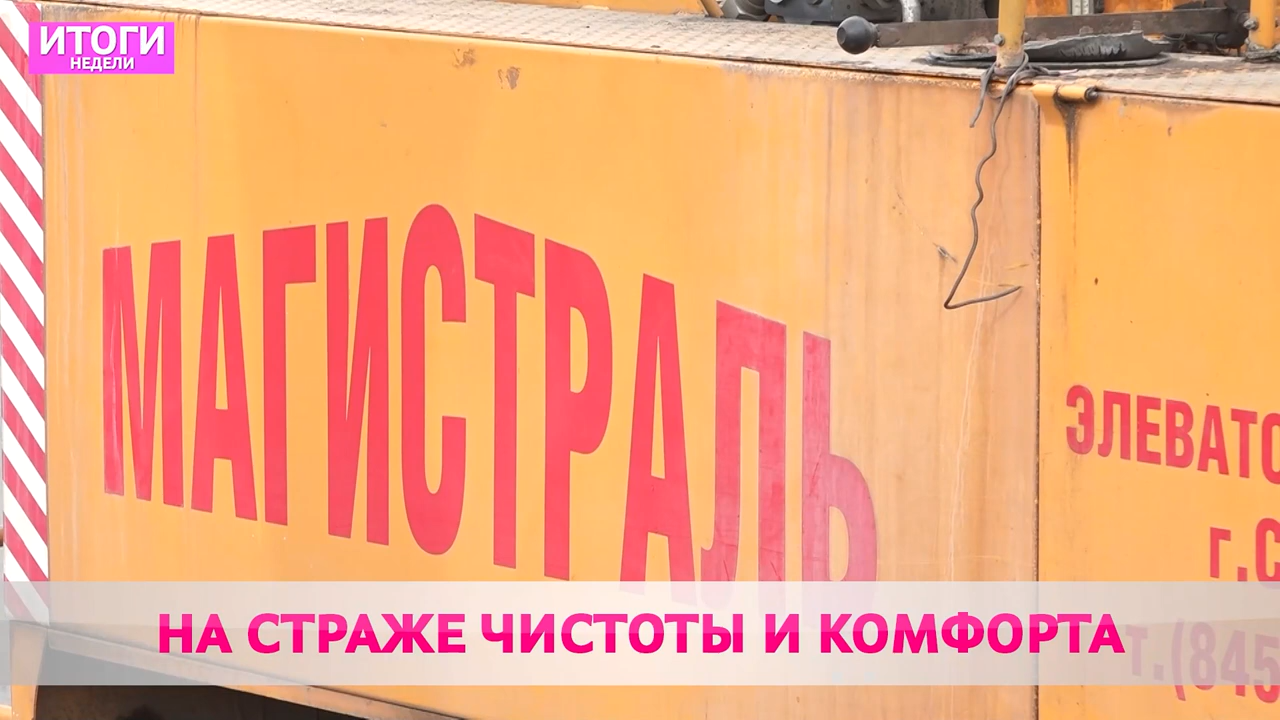 ИТОГИ
НЕДЕЛИ
МАГИСТРАЛЬ
ЭЛЕВАТО
г.С
т.(845
НА СТРАЖЕ ЧИСТОТЫ И КОМФОРТА